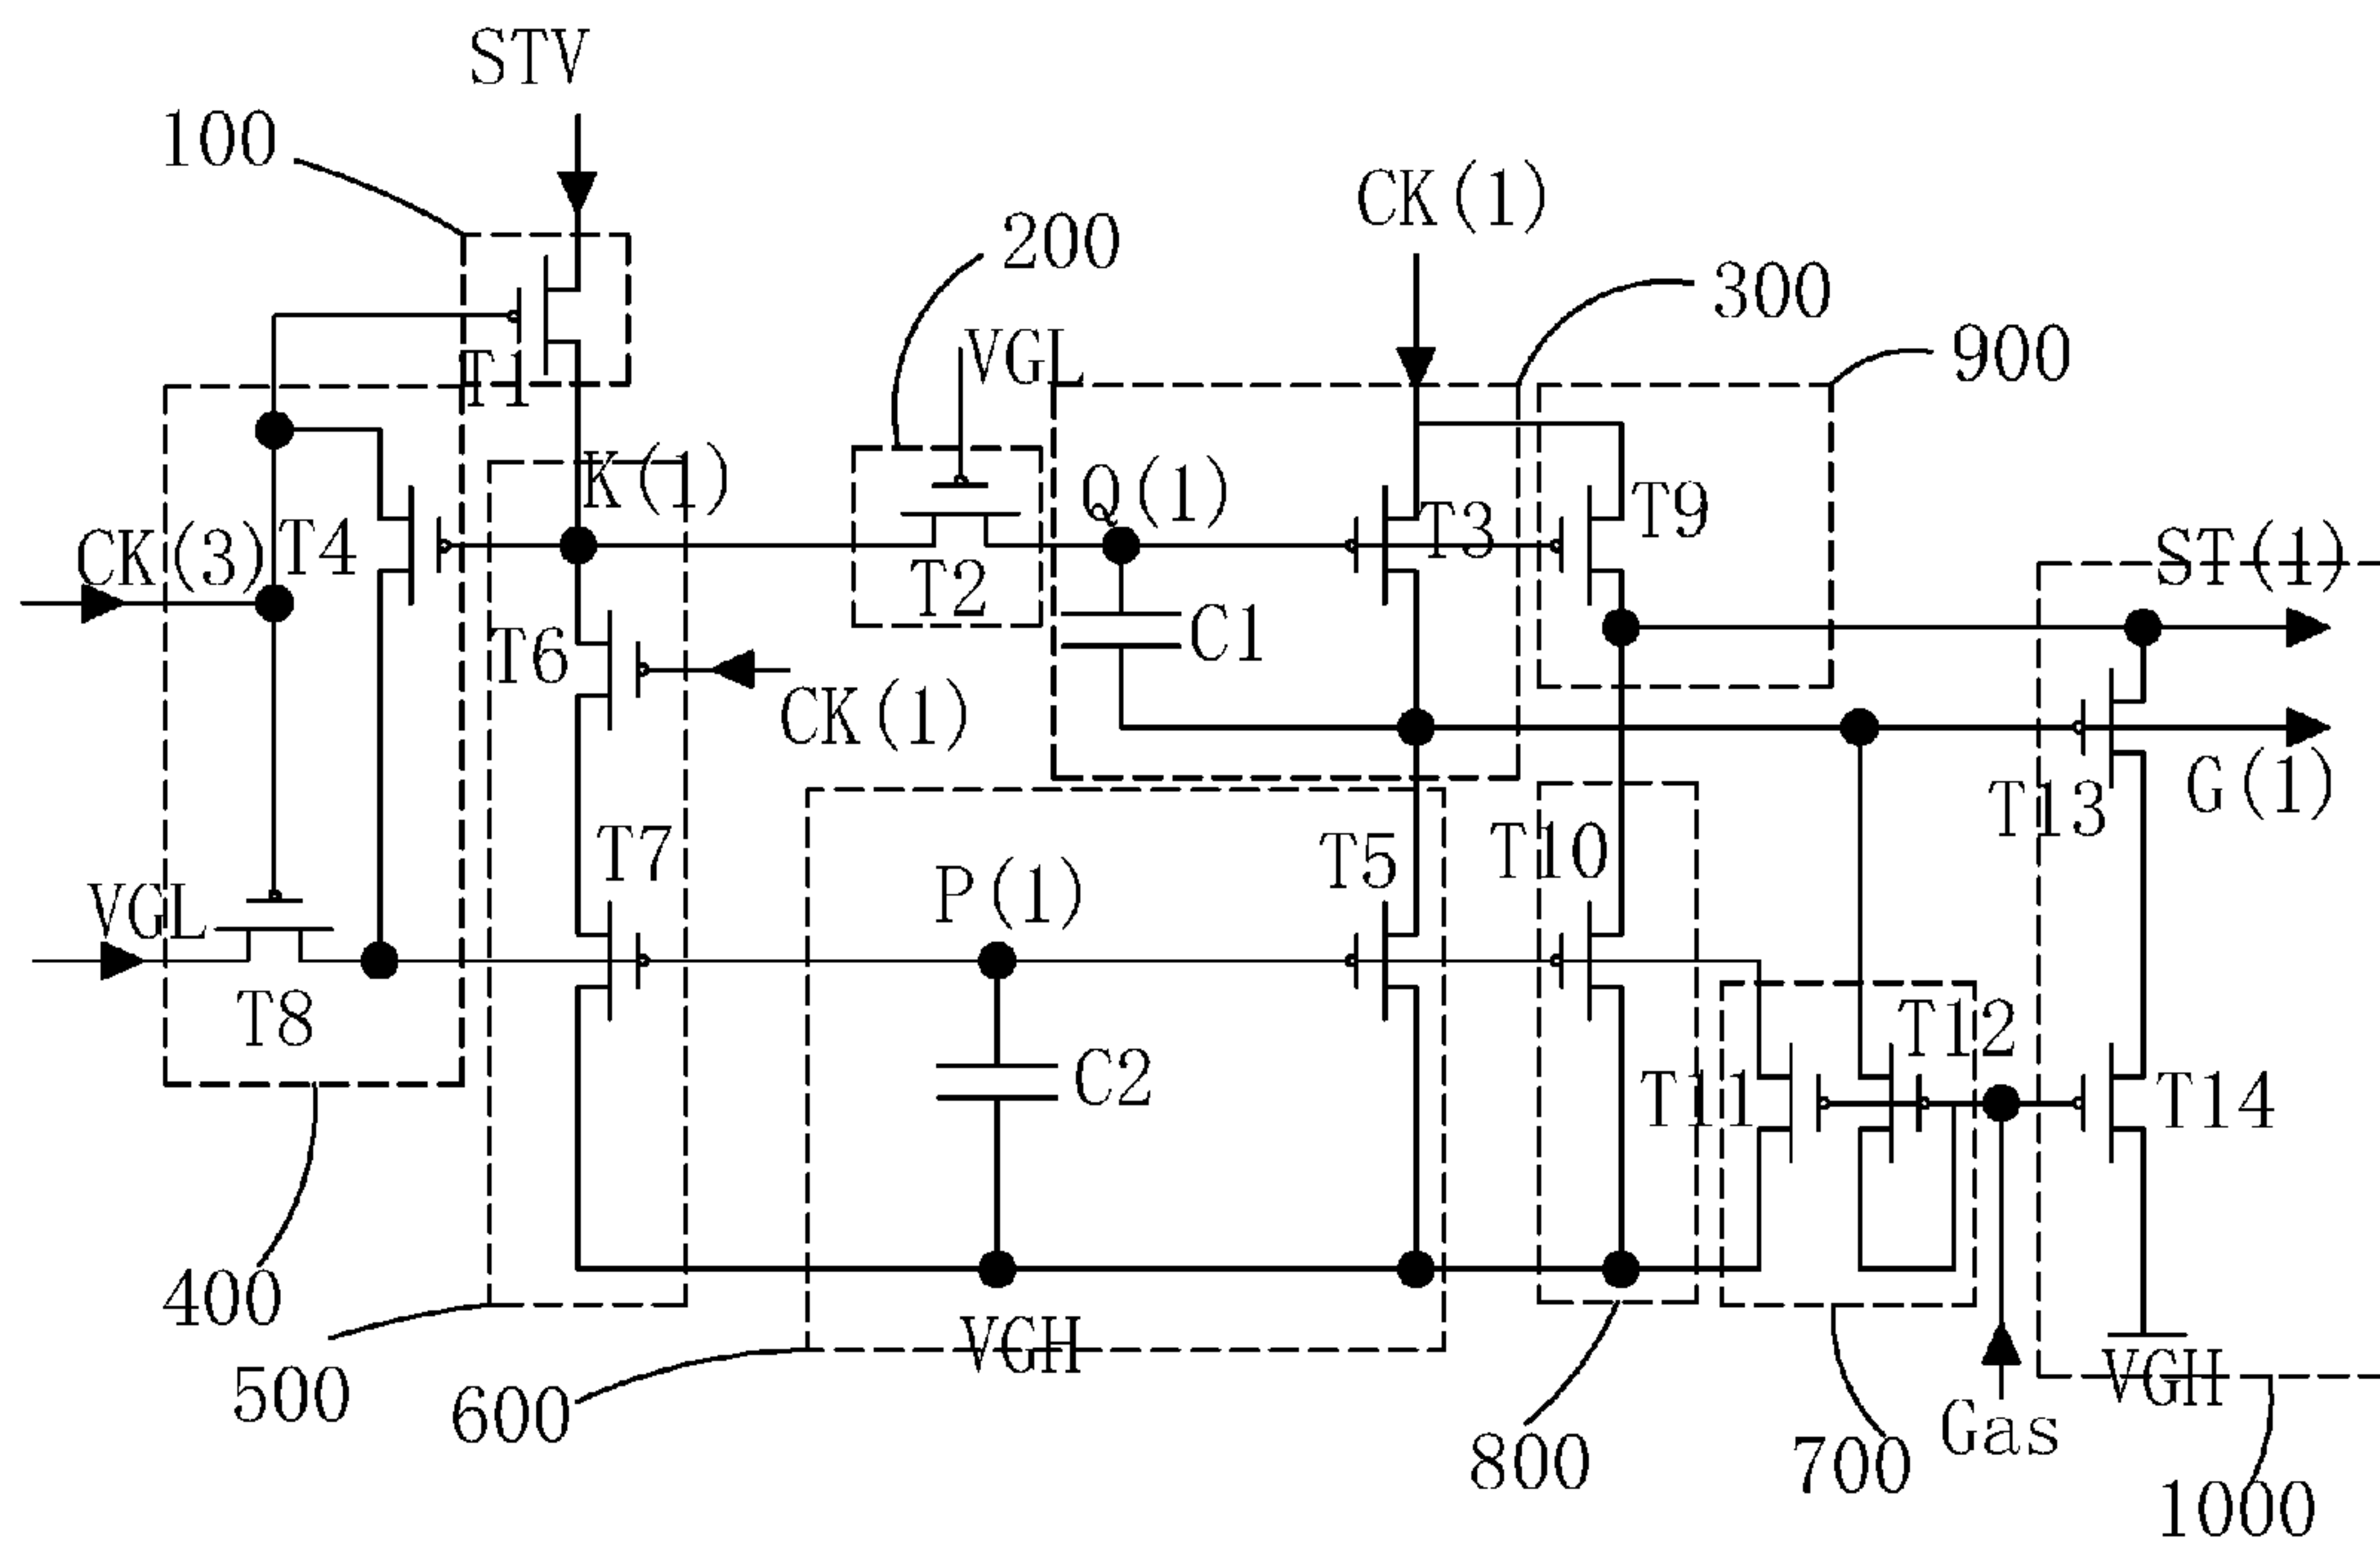 STV
100
CK(1)
200
300
VGL
900
T1
K(1)
Q(1)
T3
T9
CK(3)
T4
ST(1)
T2
C1
T6
CK(1)
G(1)
T13
T7
T5
T10
P(1)
VGL
T8
T12
C2
T11
T14
400
VGH
VGH
500
600
Gas
800
700
1000